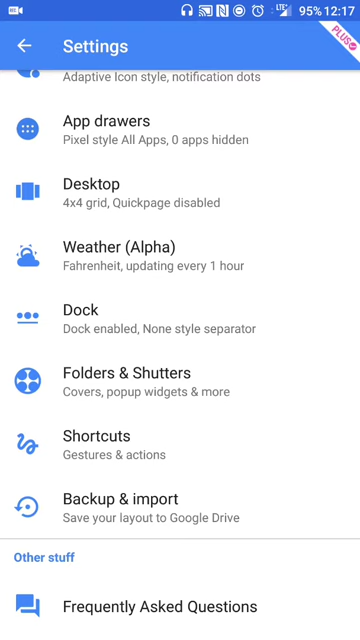 LTE 95% 12:17
Settings
PLUS
Adaptive Icon style, notification dots
App drawers
Pixel style All Apps, 0 apps hidden
Desktop
4x4 grid, Quickpage disabled
Weather (Alpha)
Fahrenheit, updating every 1 hour
Dock
Dock enabled, None style separator
Folders & Shutters
Covers, popup widgets & more
Shortcuts
Gestures & actions
Backup & import
Save your layout to Google Drive
Other stuff
Frequently Asked Questions